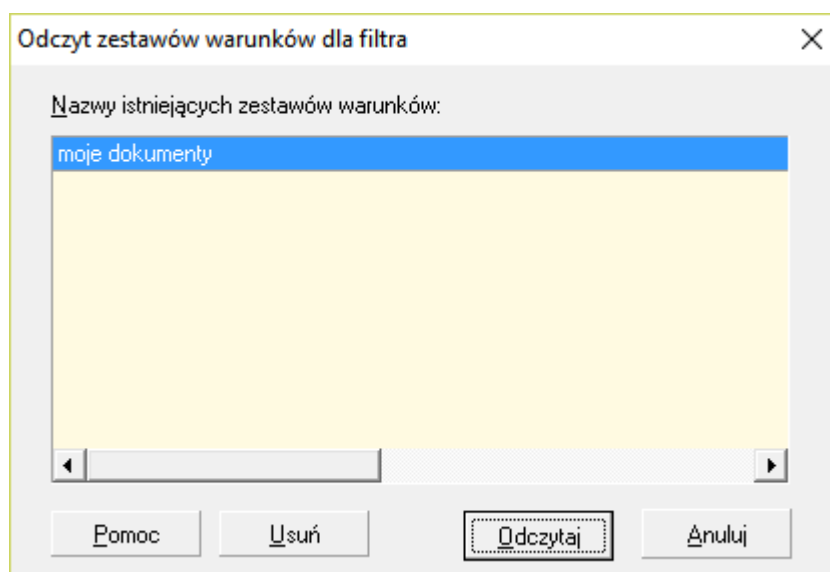 Odczyt zestawów warunków dla filtra
Nazwy istniejących zestawów warunków:
moje dokumenty
Pomoc Usuń Odczytaj Anuluj